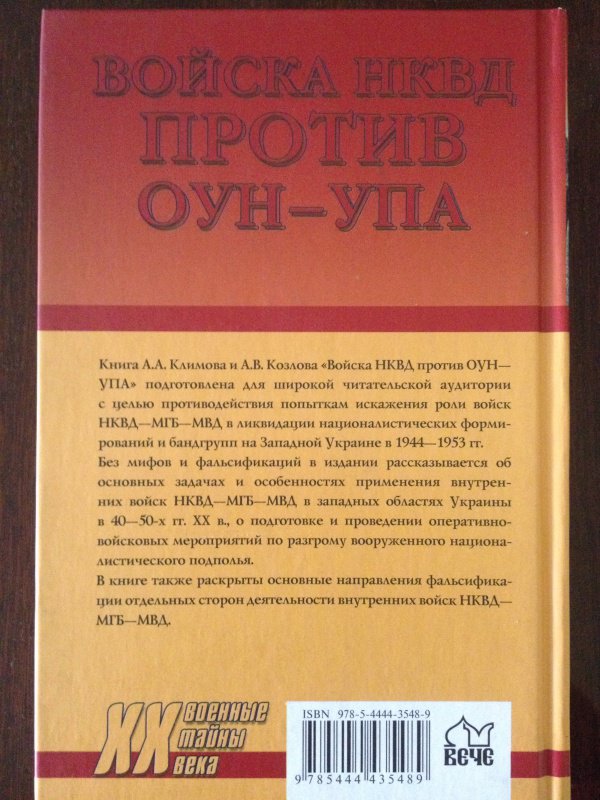 ВОЙСКА НКВД
ПРОТИВ
ОУН–УПА
Книга А.А. Климова и А.В. Козлова «Войска НКВД против ОУН—
УПА» подготовлена для широкой читательской аудитории
с целью противодействия попыткам искажения роли войск
НКВД—МГБ—МВД в ликвидации националистических форми-
рований и бандгрупп на Западной Украине в 1944—1953 гг.
Без мифов и фальсификаций в издании рассказывается об
основных задачах и особенностях применения внутрен-
них войск НКВД—МГБ—МВД в западных областях Украины
в 40—50-х гг. XX в., о подготовке и проведении оперативно-
войсковых мероприятий по разгрому вооруженного национа-
листического подполья.
В книге также раскрыты основные направления фальсифика-
ции отдельных сторон деятельности внутренних войск НКВД—
МГБ—МВД.
XX ВОЕННЫЕ
ТАЙНЫ
ВЕКА
ISBN 978-5-4444-3548-9
9 785444 435489
ВЕЧЕ